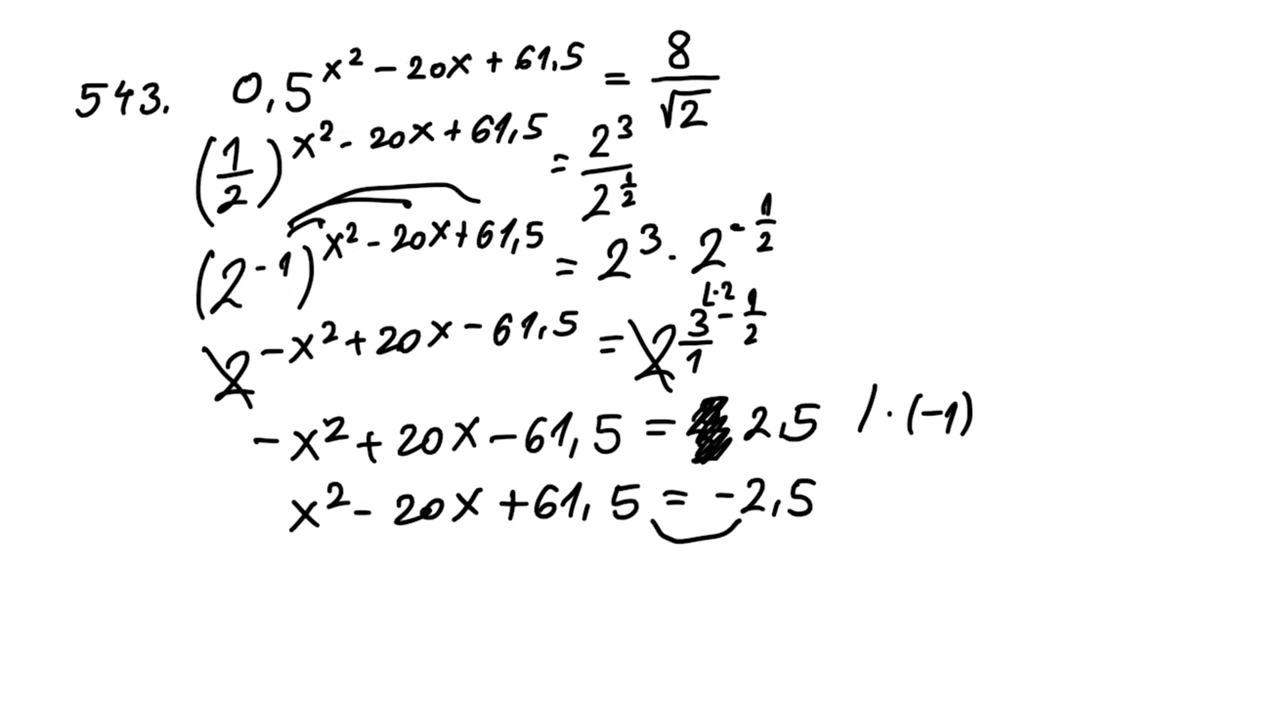 543. 0,5^{x² - 20x + 61,5} = 8/√2
(1/2)^{x² - 20x + 61,5} = 2³/2^{1/2}
(2^{-1})^{x² - 20x + 61,5} = 2³ · 2^{-1/2}
2^{-x² + 20x - 61,5} = 2^{3/1 - 1/2} ⌊·2
-x² + 20x - 61,5 = 2,5 /·(-1)
x² - 20x + 61,5 = -2,5